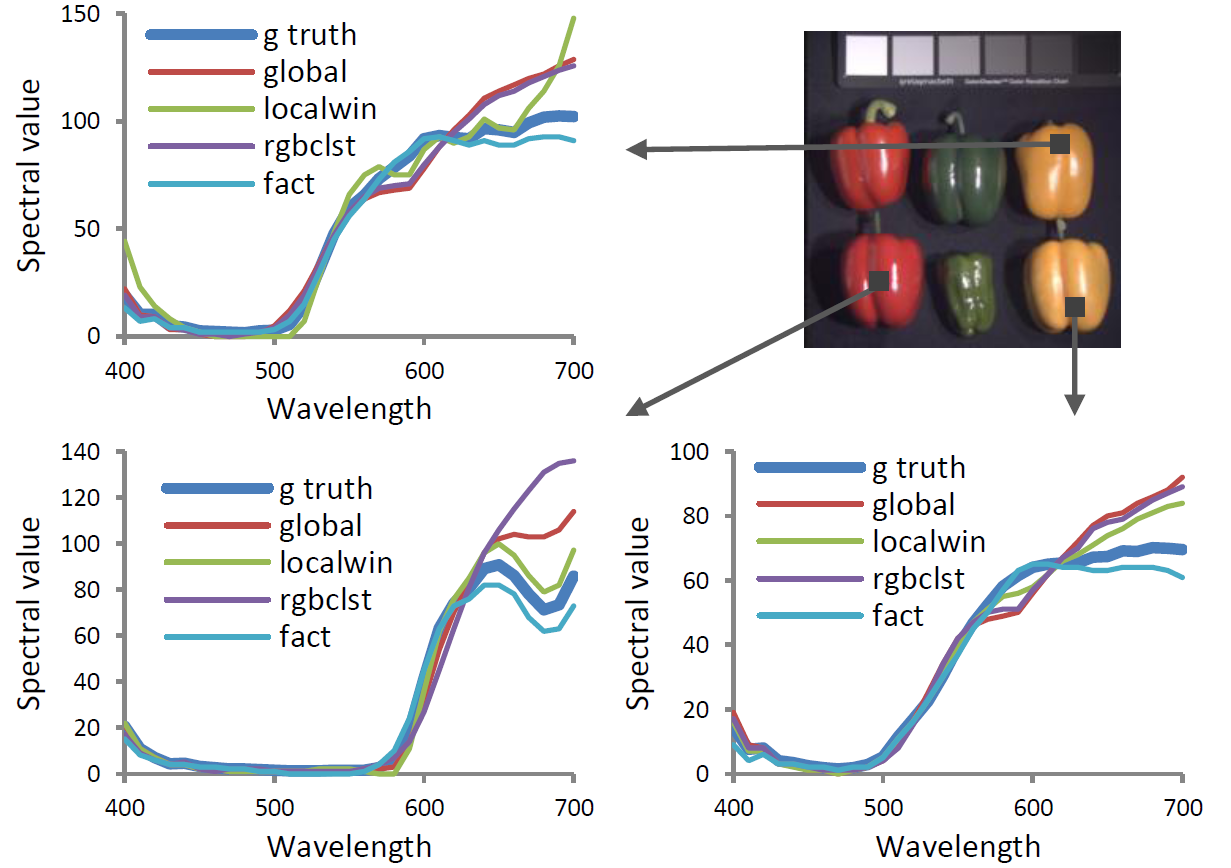 150
100
50
0
400
500
600
700
Spectral value
Wavelength
g truth
global
localwin
rgbclst
fact
140
120
100
80
60
40
20
0
400
500
600
700
Spectral value
Wavelength
g truth
global
localwin
rgbclst
fact
100
80
60
40
20
0
400
500
600
700
Spectral value
Wavelength
g truth
global
localwin
rgbclst
fact